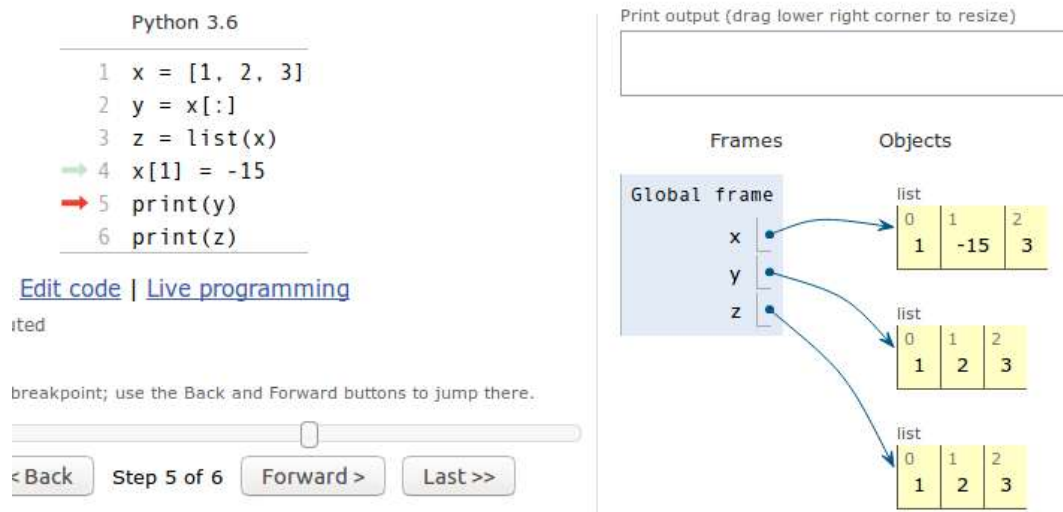 Python 3.6
1 x = [1, 2, 3]
2 y = x[:]
3 z = list(x)
4 x[1] = -15
5 print(y)
6 print(z)
Edit code | Live programming
breakpoint; use the Back and Forward buttons to jump there.
< Back Step 5 of 6 Forward > Last >>
Print output (drag lower right corner to resize)
Frames Objects
Global frame
x
y
z
list
0 1 2
1 -15 3
list
0 1 2
1 2 3
list
0 1 2
1 2 3